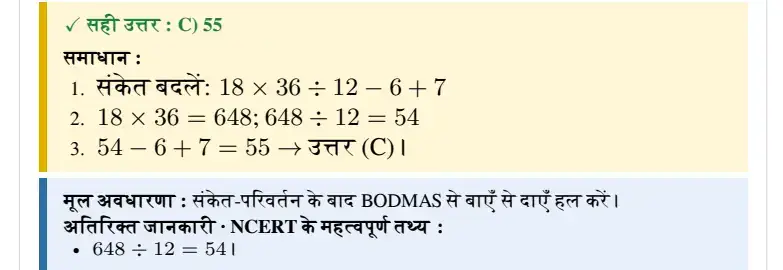 ✓ सही उत्तर : C) 55
समाधान :
1. संकेत बदलें: 18 × 36 ÷ 12 − 6 + 7
2. 18 × 36 = 648; 648 ÷ 12 = 54
3. 54 − 6 + 7 = 55 → उत्तर (C)।
मूल अवधारणा : संकेत-परिवर्तन के बाद BODMAS से बाएँ से दाएँ हल करें।
अतिरिक्त जानकारी · NCERT के महत्वपूर्ण तथ्य :
• 648 ÷ 12 = 54।